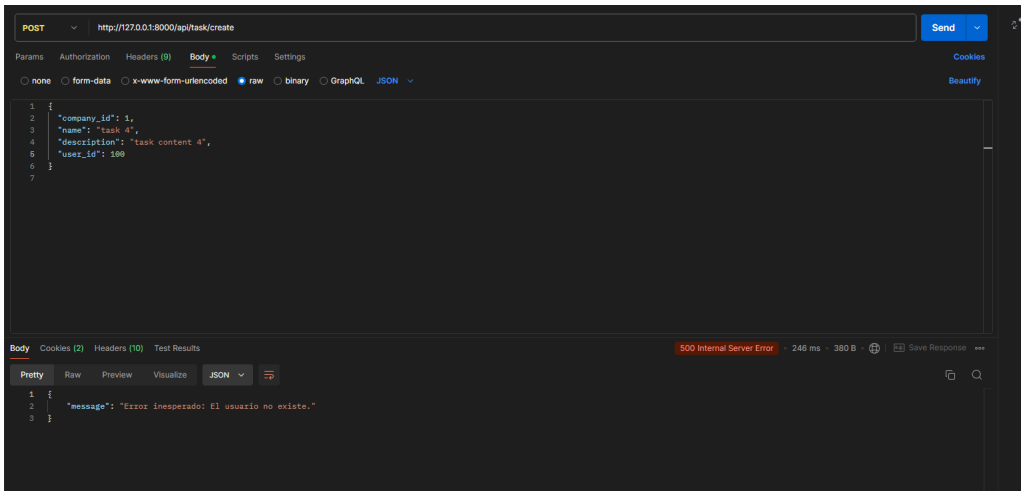 POST http://127.0.0.1:8000/api/task/create Send
Params Authorization Headers (9) Body Scripts Settings Cookies
none form-data x-www-form-urlencoded raw binary GraphQL JSON Beautify
1 {
2 "company_id": 1,
3 "name": "task 4",
4 "description": "task content 4",
5 "user_id": 100
6 }
7
Body Cookies (2) Headers (10) Test Results 500 Internal Server Error 246 ms 380 B Save Response
Pretty Raw Preview Visualize JSON
1 {
2 "message": "Error inesperado: El usuario no existe."
3 }